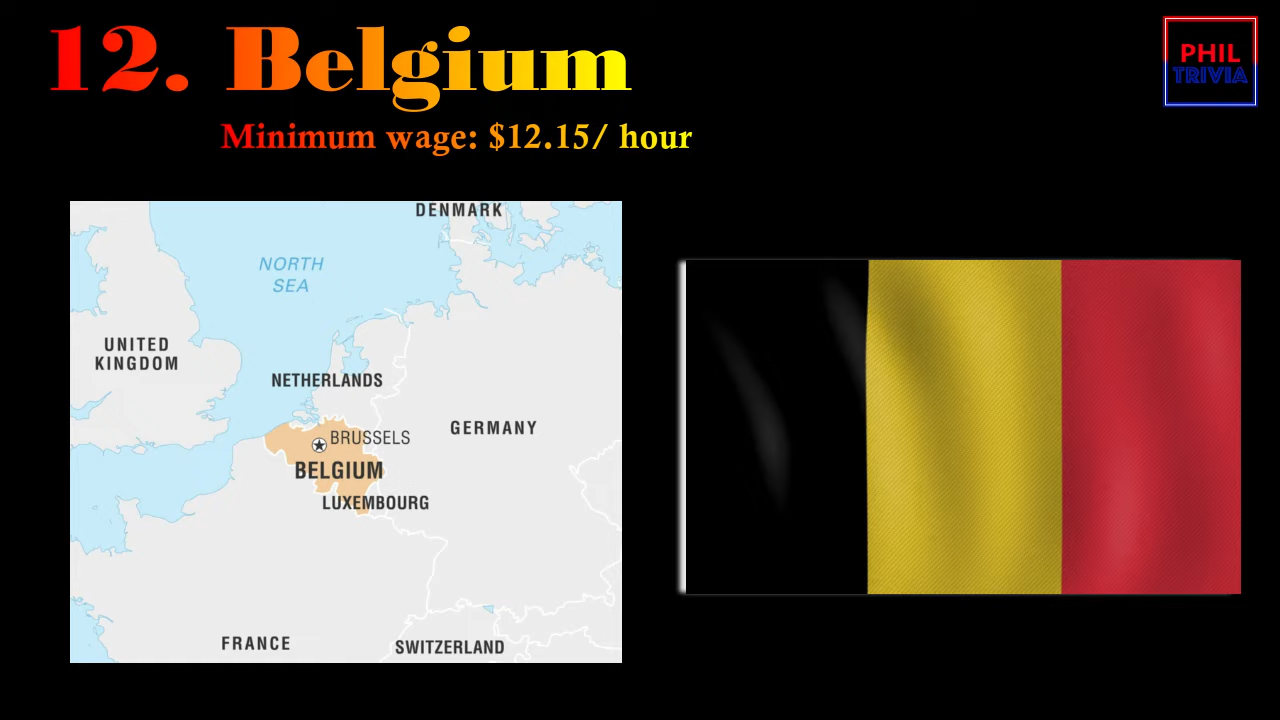 12. Belgium
PHIL
TRIVIA
Minimum wage: $12.15/ hour
DENMARK
NORTH
SEA
UNITED
KINGDOM
NETHERLANDS
GERMANY
BRUSSELS
BELGIUM
LUXEMBOURG
FRANCE
SWITZERLAND